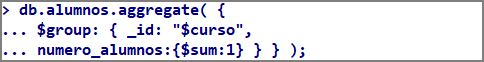 > db.alumnos.aggregate( {
... $group: { _id: "$curso",
... numero_alumnos:{$sum:1} } } );